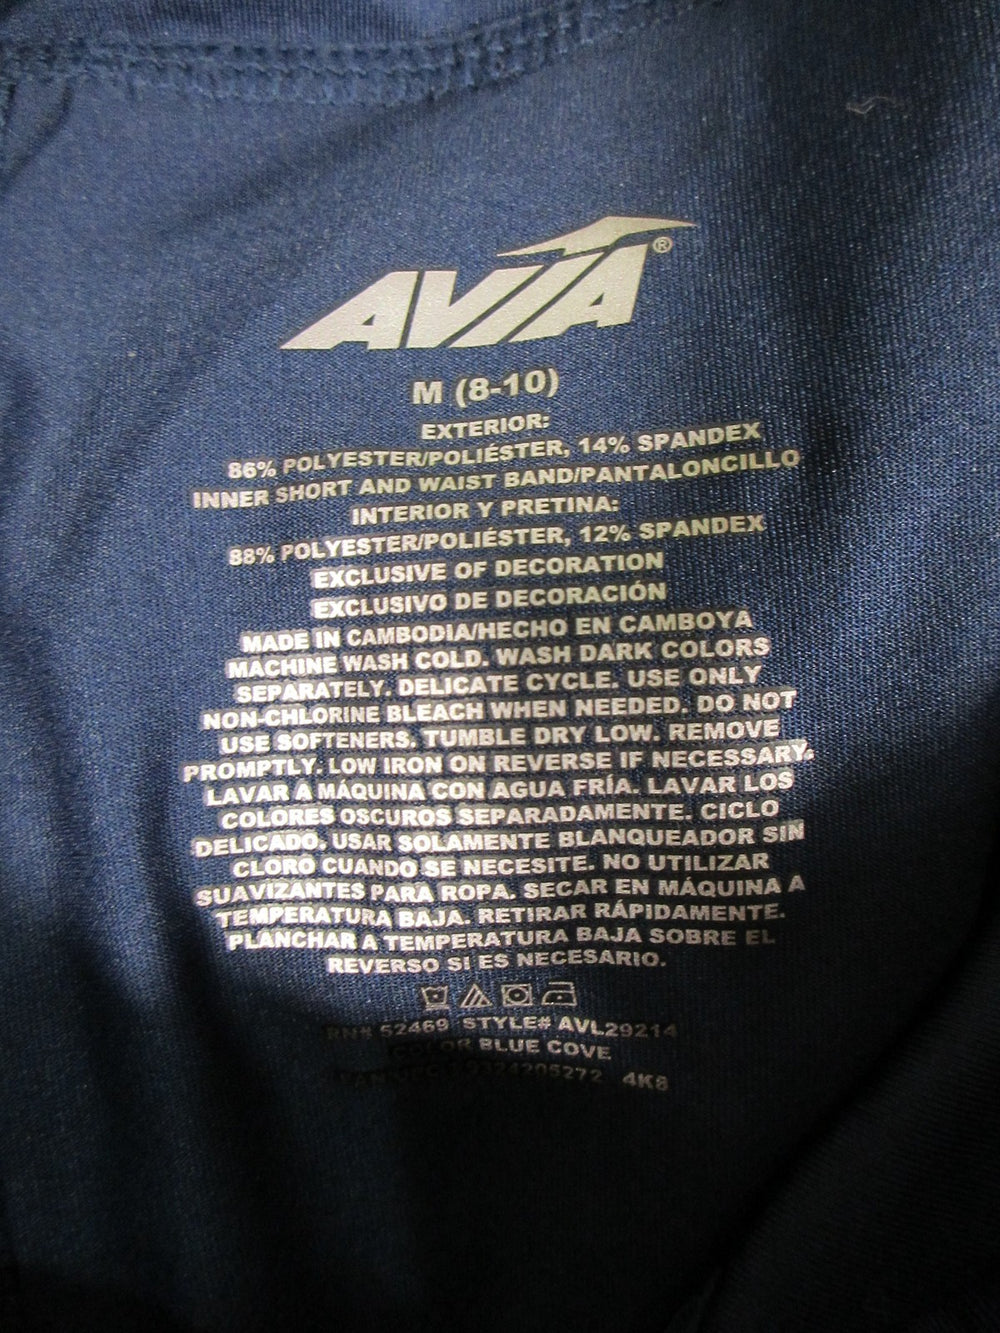 AVIA®
M (8-10)
EXTERIOR:
86% POLYESTER/POLIÉSTER, 14% SPANDEX
INNER SHORT AND WAIST BAND/PANTALONCILLO
INTERIOR Y PRETINA:
88% POLYESTER/POLIÉSTER, 12% SPANDEX
EXCLUSIVE OF DECORATION
EXCLUSIVO DE DECORACIÓN
MADE IN CAMBODIA/HECHO EN CAMBOYA
MACHINE WASH COLD. WASH DARK COLORS
SEPARATELY. DELICATE CYCLE. USE ONLY
NON-CHLORINE BLEACH WHEN NEEDED. DO NOT
USE SOFTENERS. TUMBLE DRY LOW. REMOVE
PROMPTLY. LOW IRON ON REVERSE IF NECESSARY.
LAVAR A MÁQUINA CON AGUA FRÍA. LAVAR LOS
COLORES OSCUROS SEPARADAMENTE. CICLO
DELICADO. USAR SOLAMENTE BLANQUEADOR SIN
CLORO CUANDO SE NECESITE. NO UTILIZAR
SUAVIZANTES PARA ROPA. SECAR EN MÁQUINA A
TEMPERATURA BAJA. RETIRAR RÁPIDAMENTE.
PLANCHAR A TEMPERATURA BAJA SOBRE EL
REVERSO SI ES NECESARIO.
RN# 52469 STYLE# AVL29214
COLOR BLUE COVE
9324205272 4K8